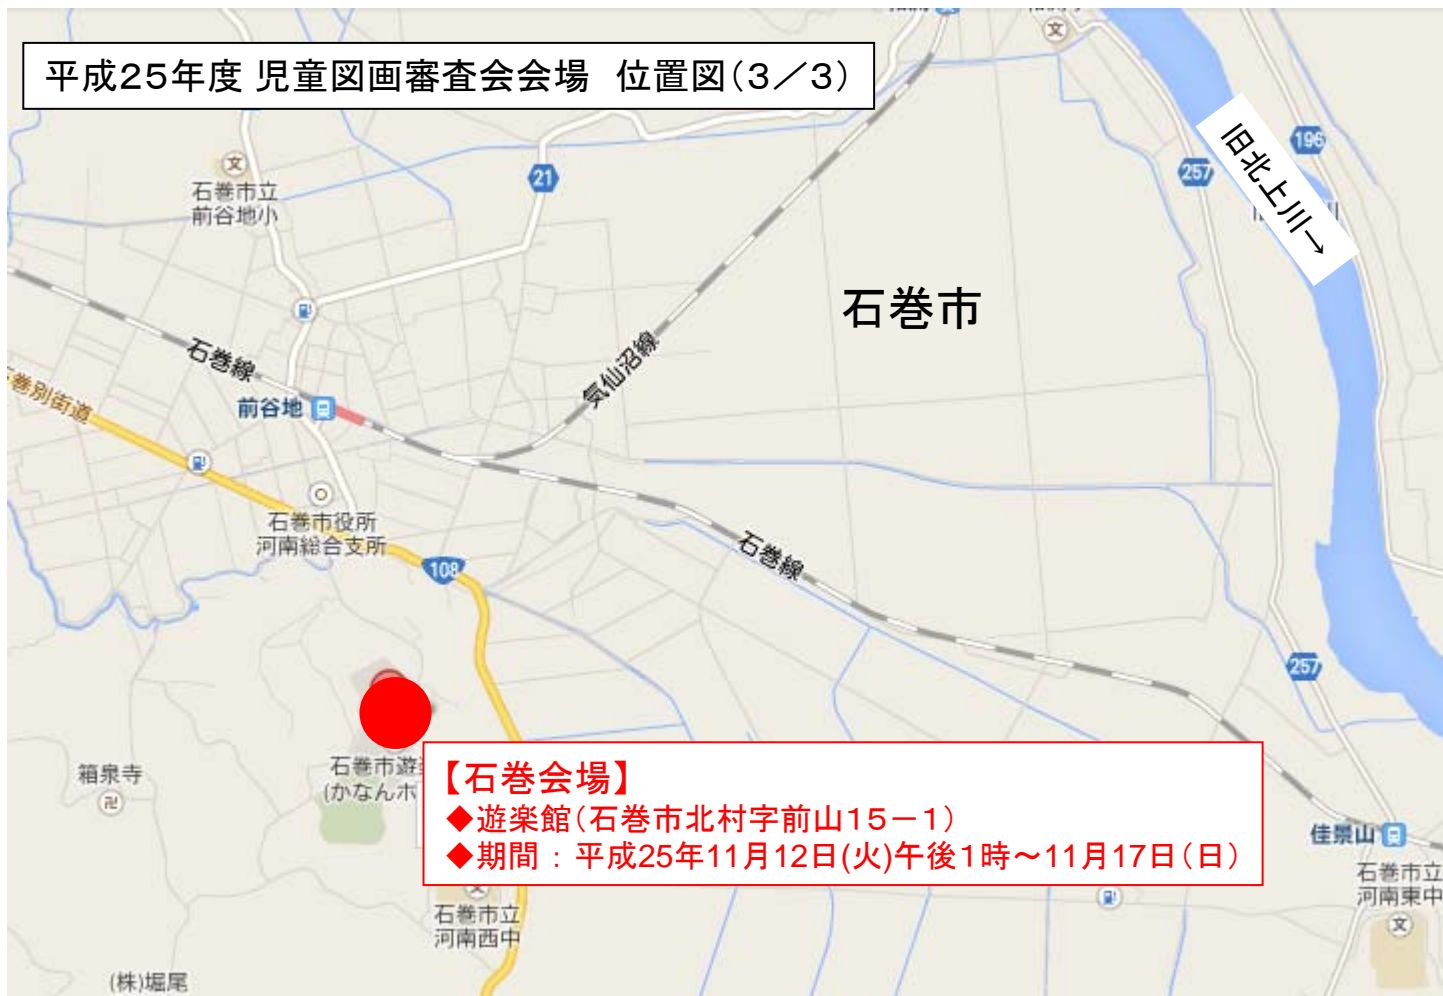 平成25年度 児童図画審査会会場　位置図(3／3)
文
196
21
257
旧北上川→
文
石巻市立
前谷地小
石巻市
石巻線
気仙沼線
巻別街道
前谷地
石巻市役所
河南総合支所
108
石巻線
257
箱泉寺
卍
石巻市遊
(かなんホ
【石巻会場】
◆遊楽館(石巻市北村字前山15－1)
◆期間 : 平成25年11月12日(火)午後1時～11月17日(日)
佳景山
石巻市立
河南東中
文
文
石巻市立
河南西中
(株)堀尾